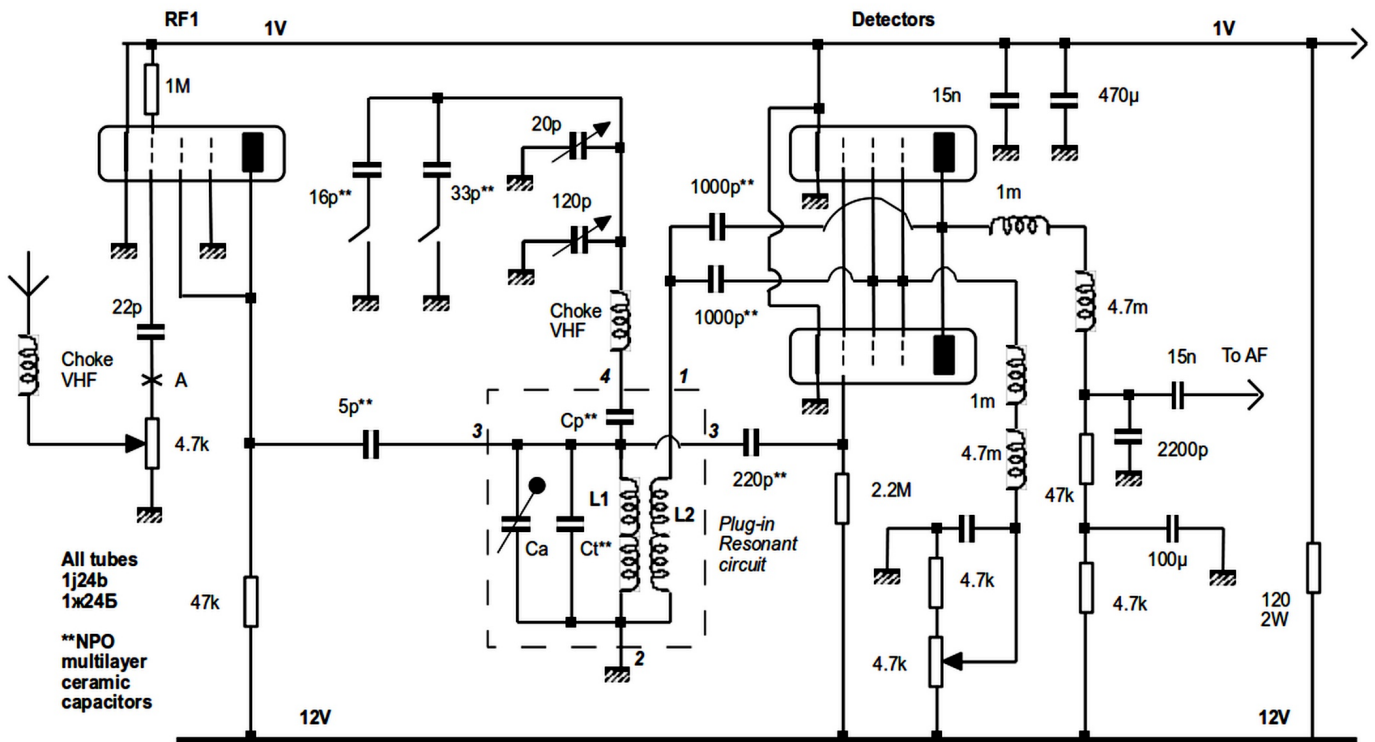 RF1
Detectors
1V
1V
1M
20p
15n
470µ
16p**
33p**
1000p**
120p
1m
22p
Choke
VHF
1000p**
4.7m
Choke
VHF
A
4
1
15n
To AF
5p**
Cp**
1m
4.7k
3
3
4.7m
2200p
220p**
L1
L2
2.2M
47k
Plug-in
Resonant
circuit
Ca
Ct**
100µ
All tubes
1j24b
1ж24Б
47k
4.7k
4.7k
120
2W
**NPO
multilayer
ceramic
capacitors
2
4.7k
12V
12V